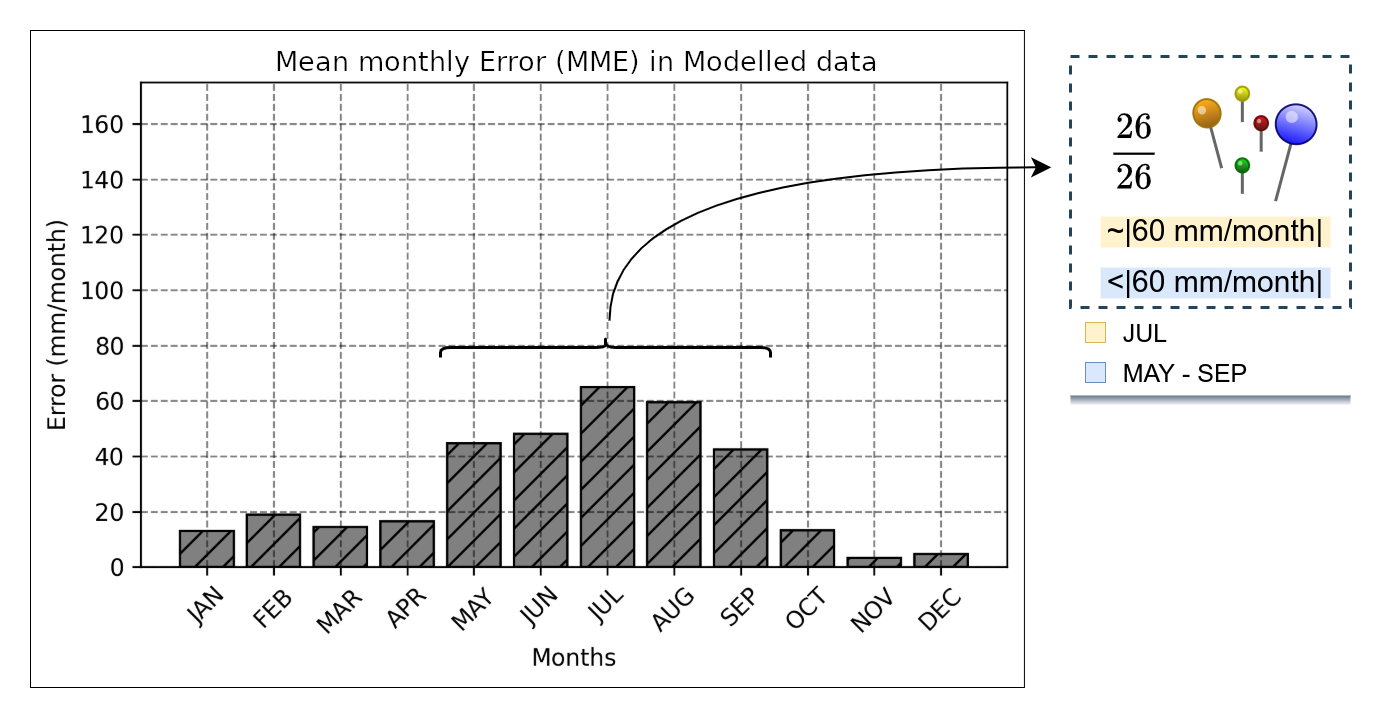 Mean monthly Error (MME) in Modelled data
160
140
120
100
80
60
40
20
0
Error (mm/month)
JAN
FEB
MAR
APR
MAY
JUN
JUL
AUG
SEP
OCT
NOV
DEC
Months
26
26
~|60 mm/month|
<|60 mm/month|
JUL
MAY - SEP